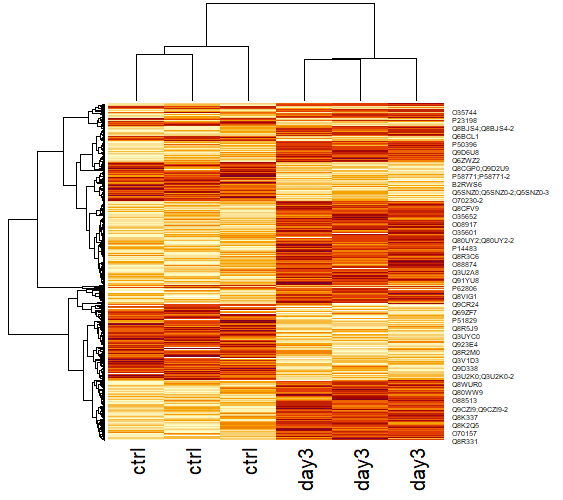 O35744
P23198
Q8BJS4;Q8BJS4-2
Q6BCL1
P50396
Q9D6U8
Q6ZWZ2
Q8CGP0;Q9D2U9
P58771;P58771-2
B2RWS6
Q5SNZ0;Q5SNZ0-2;Q5SNZ0-3
O70230-2
Q8CFV9
O35652
O08917
O35601
Q80UY2;Q80UY2-2
P14483
Q8R3C6
O88874
Q3U2A8
Q91YU8
P62806
Q8VIG1
Q9CR24
Q69ZF7
P51829
Q8R5J9
Q3UYC0
Q923E4
Q8R2M0
Q3V1D3
Q9D338
Q3U2K0;Q3U2K0-2
Q8WUR0
Q80WW9
O88513
Q9CZI9;Q9CZI9-2
Q8K337
Q8K2Q5
O70157
Q8R331
ctrl
ctrl
ctrl
day3
day3
day3